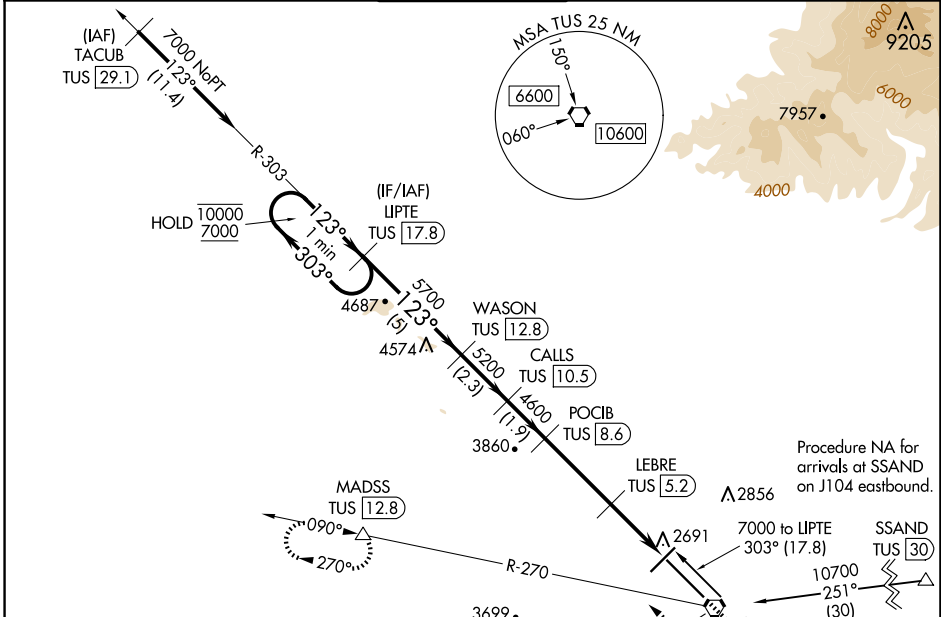 (IAF)
TACUB
TUS 29.1
7000 NoPT
123°
(11.4)
R-303
HOLD 10000
7000
123°
1 min
303°
(IF/IAF)
LIPTE
TUS 17.8
MSA TUS 25 NM
150°
6600
060°
10600
8000
9205
6000
7957
4000
4687
5700
123°
(5)
4574
WASON
TUS 12.8
5200
(2.3)
CALLS
TUS 10.5
4600
(1.9)
POCIB
TUS 8.6
3860
LEBRE
TUS 5.2
2856
Procedure NA for
arrivals at SSAND
on J104 eastbound.
MADSS
TUS 12.8
090°
270°
R-270
2691
7000 to LIPTE
303° (17.8)
SSAND
TUS 30
10700
251°
(30)
3699